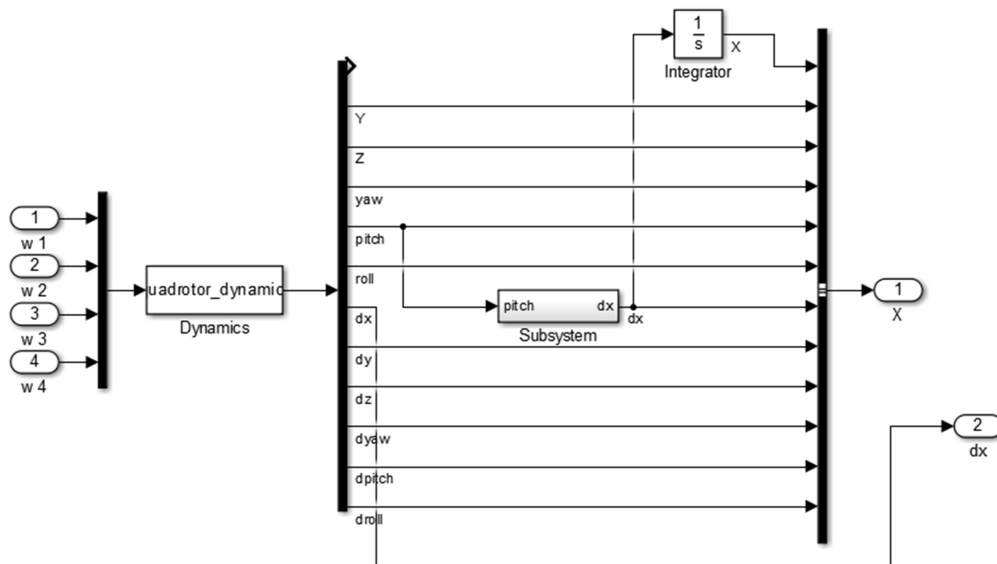 1
s
X
Integrator
Y
Z
yaw
pitch
roll
dx
dy
dz
dyaw
dpitch
droll
1
w 1
2
w 2
3
w 3
4
w 4
uadrotor_dynamic
Dynamics
pitch dx
Subsystem
dx
1
X
2
dx